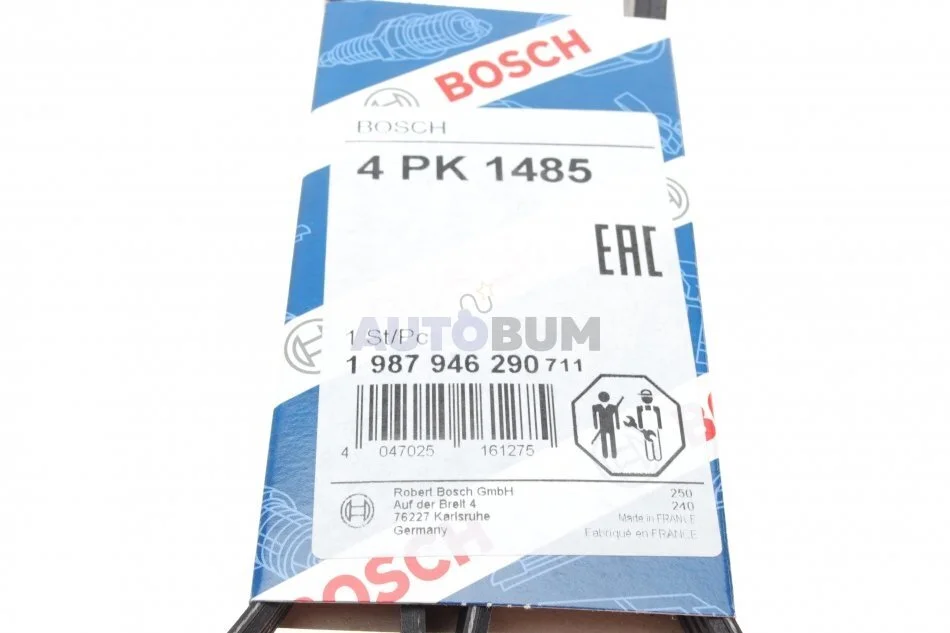 BOSCH
BOSCH
4 PK 1485
EAC
AUTOBUM
1 St/Pc
1 987 946 290 711
4 047025 161275
Robert Bosch GmbH
Auf der Breit 4
76227 Karlsruhe
Germany
250
240
Made in FRANCE
Fabriqué en FRANCE
BOSCH